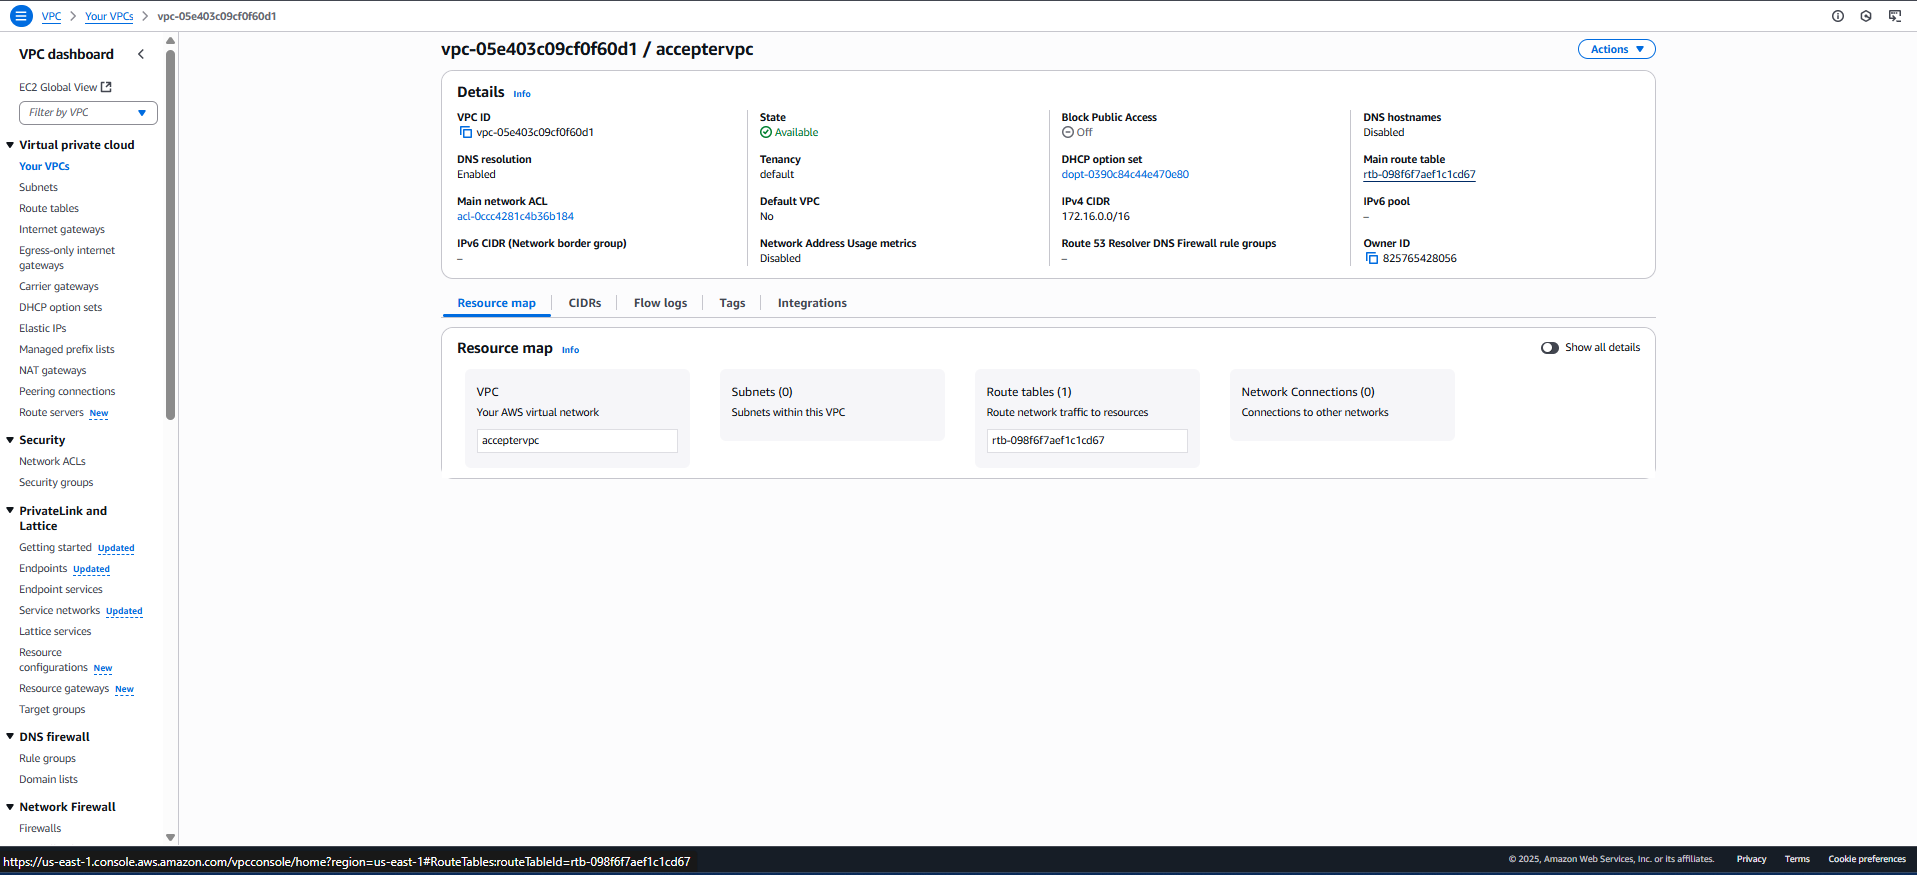 VPC
Your VPCs
vpc-05e403c09cf0f60d1
VPC dashboard
EC2 Global View
Filter by VPC
Virtual private cloud
Your VPCs
Subnets
Route tables
Internet gateways
Egress-only internet
gateways
Carrier gateways
DHCP option sets
Elastic IPs
Managed prefix lists
NAT gateways
Peering connections
Route servers New
Security
Network ACLs
Security groups
PrivateLink and
Lattice
Getting started Updated
Endpoints Updated
Endpoint services
Service networks Updated
Lattice services
Resource
configurations New
Resource gateways New
Target groups
DNS firewall
Rule groups
Domain lists
Network Firewall
Firewalls
vpc-05e403c09cf0f60d1 / acceptervpc
Actions
Details Info
VPC ID
vpc-05e403c09cf0f60d1
State
Available
Block Public Access
Off
DNS hostnames
Disabled
DNS resolution
Enabled
Tenancy
default
DHCP option set
dopt-0390c84c44e470e80
Main route table
rtb-098f6f7aef1c1cd67
Main network ACL
acl-0ccc4281c4b36b184
Default VPC
No
IPv4 CIDR
172.16.0.0/16
IPv6 pool
–
IPv6 CIDR (Network border group)
–
Network Address Usage metrics
Disabled
Route 53 Resolver DNS Firewall rule groups
–
Owner ID
825765428056
Resource map
CIDRs
Flow logs
Tags
Integrations
Resource map Info
Show all details
VPC
Your AWS virtual network
acceptervpc
Subnets (0)
Subnets within this VPC
Route tables (1)
Route network traffic to resources
rtb-098f6f7aef1c1cd67
Network Connections (0)
Connections to other networks
https://us-east-1.console.aws.amazon.com/vpcconsole/home?region=us-east-1#RouteTables:routeTableId=rtb-098f6f7aef1c1cd67
© 2025, Amazon Web Services, Inc. or its affiliates.
Privacy
Terms
Cookie preferences